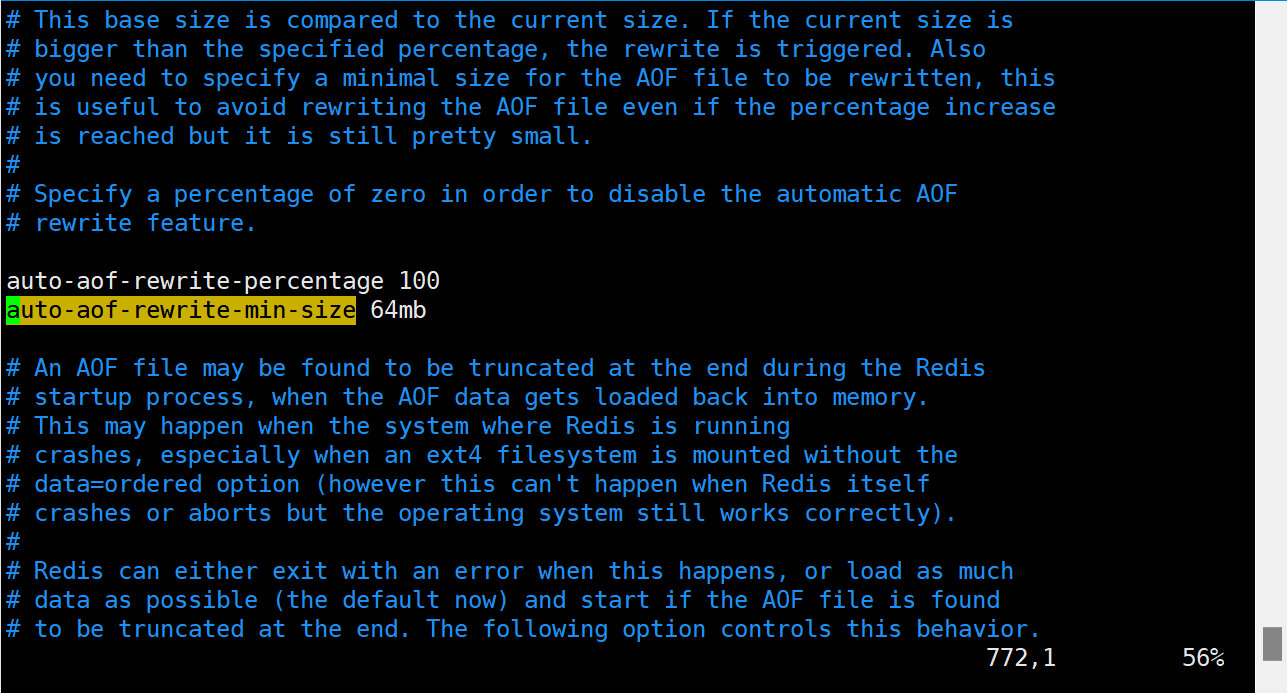 # This base size is compared to the current size. If the current size is
# bigger than the specified percentage, the rewrite is triggered. Also
# you need to specify a minimal size for the AOF file to be rewritten, this
# is useful to avoid rewriting the AOF file even if the percentage increase
# is reached but it is still pretty small.
#
# Specify a percentage of zero in order to disable the automatic AOF
# rewrite feature.
auto-aof-rewrite-percentage 100
auto-aof-rewrite-min-size 64mb
# An AOF file may be found to be truncated at the end during the Redis
# startup process, when the AOF data gets loaded back into memory.
# This may happen when the system where Redis is running
# crashes, especially when an ext4 filesystem is mounted without the
# data=ordered option (however this can't happen when Redis itself
# crashes or aborts but the operating system still works correctly).
#
# Redis can either exit with an error when this happens, or load as much
# data as possible (the default now) and start if the AOF file is found
# to be truncated at the end. The following option controls this behavior.
772,1 56%